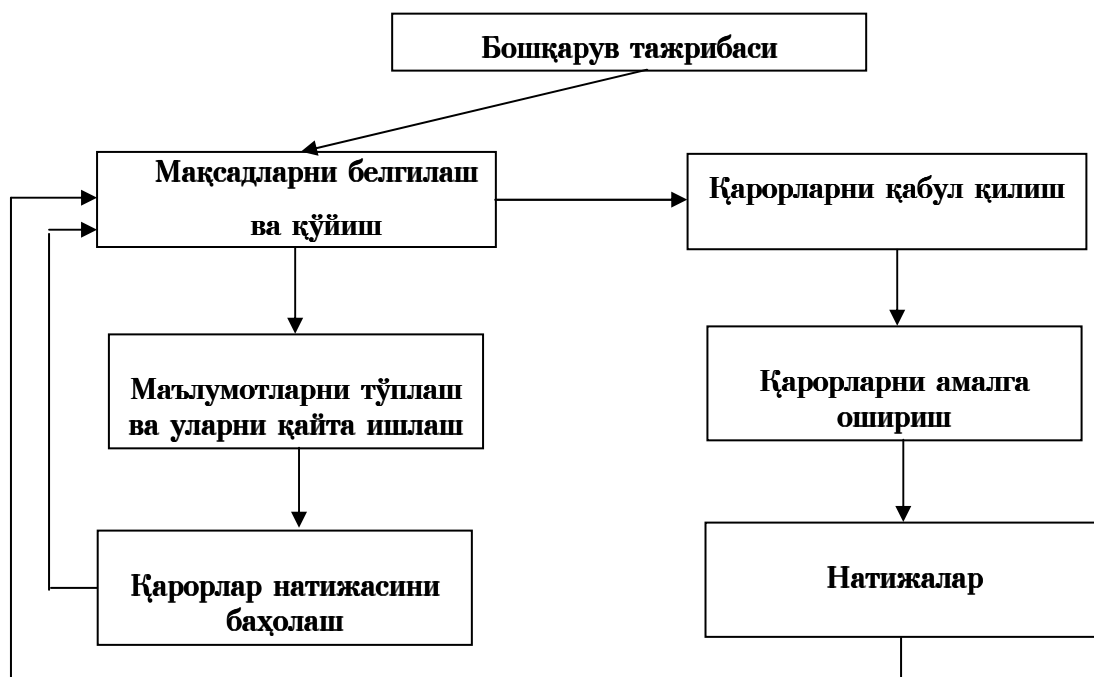 Бошқарув тажрибаси
Мақсадларни белгилаш
ва қўйиш
Қарорларни қабул қилиш
Маълумотларни тўплаш
ва уларни қайта ишлаш
Қарорларни амалга
ошириш
Қарорлар натижасини
баҳолаш
Натижалар